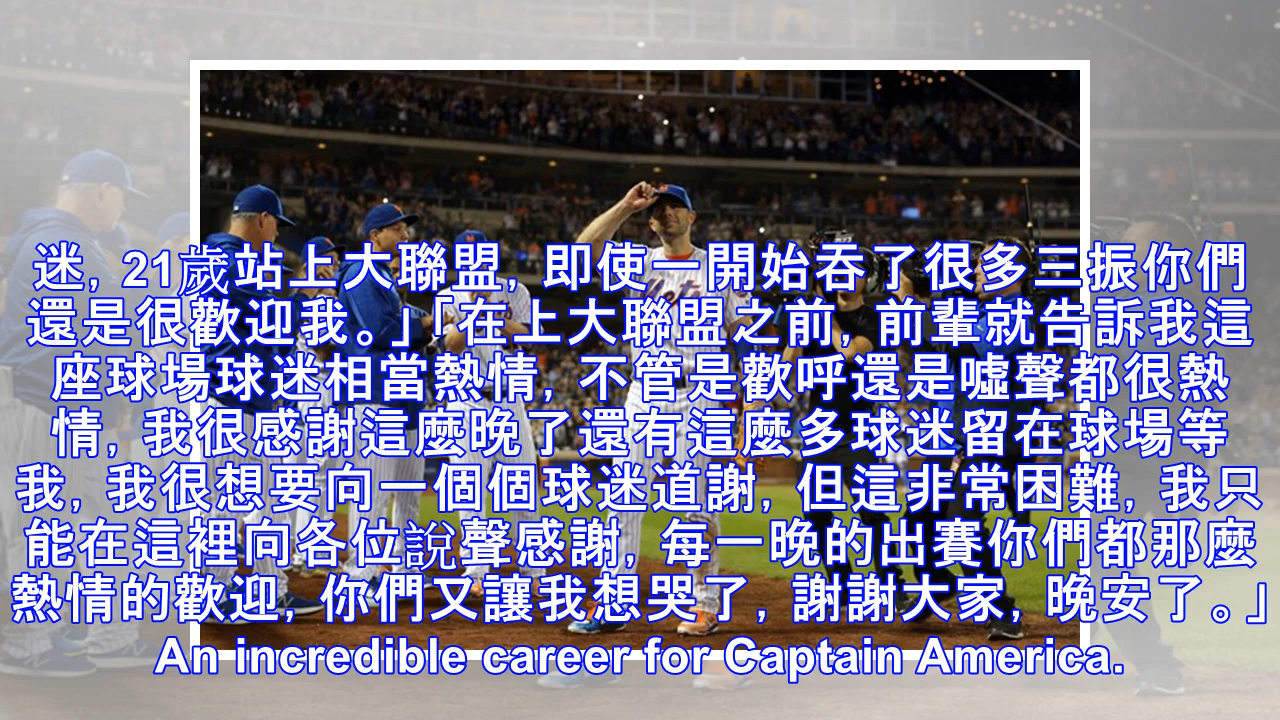 迷, 21歲站上大聯盟, 即使一開始吞了很多三振你們
還是很歡迎我。」「在上大聯盟之前, 前輩就告訴我這
座球場球迷相當熱情, 不管是歡呼還是噓聲都很熱
情, 我很感謝這麼晚了還有這麼多球迷留在球場等
我, 我很想要向一個個球迷道謝, 但這非常困難, 我只
能在這裡向各位說聲感謝, 每一晚的出賽你們都那麼
熱情的歡迎, 你們又讓我想哭了, 謝謝大家, 晚安了。」
An incredible career for Captain America.